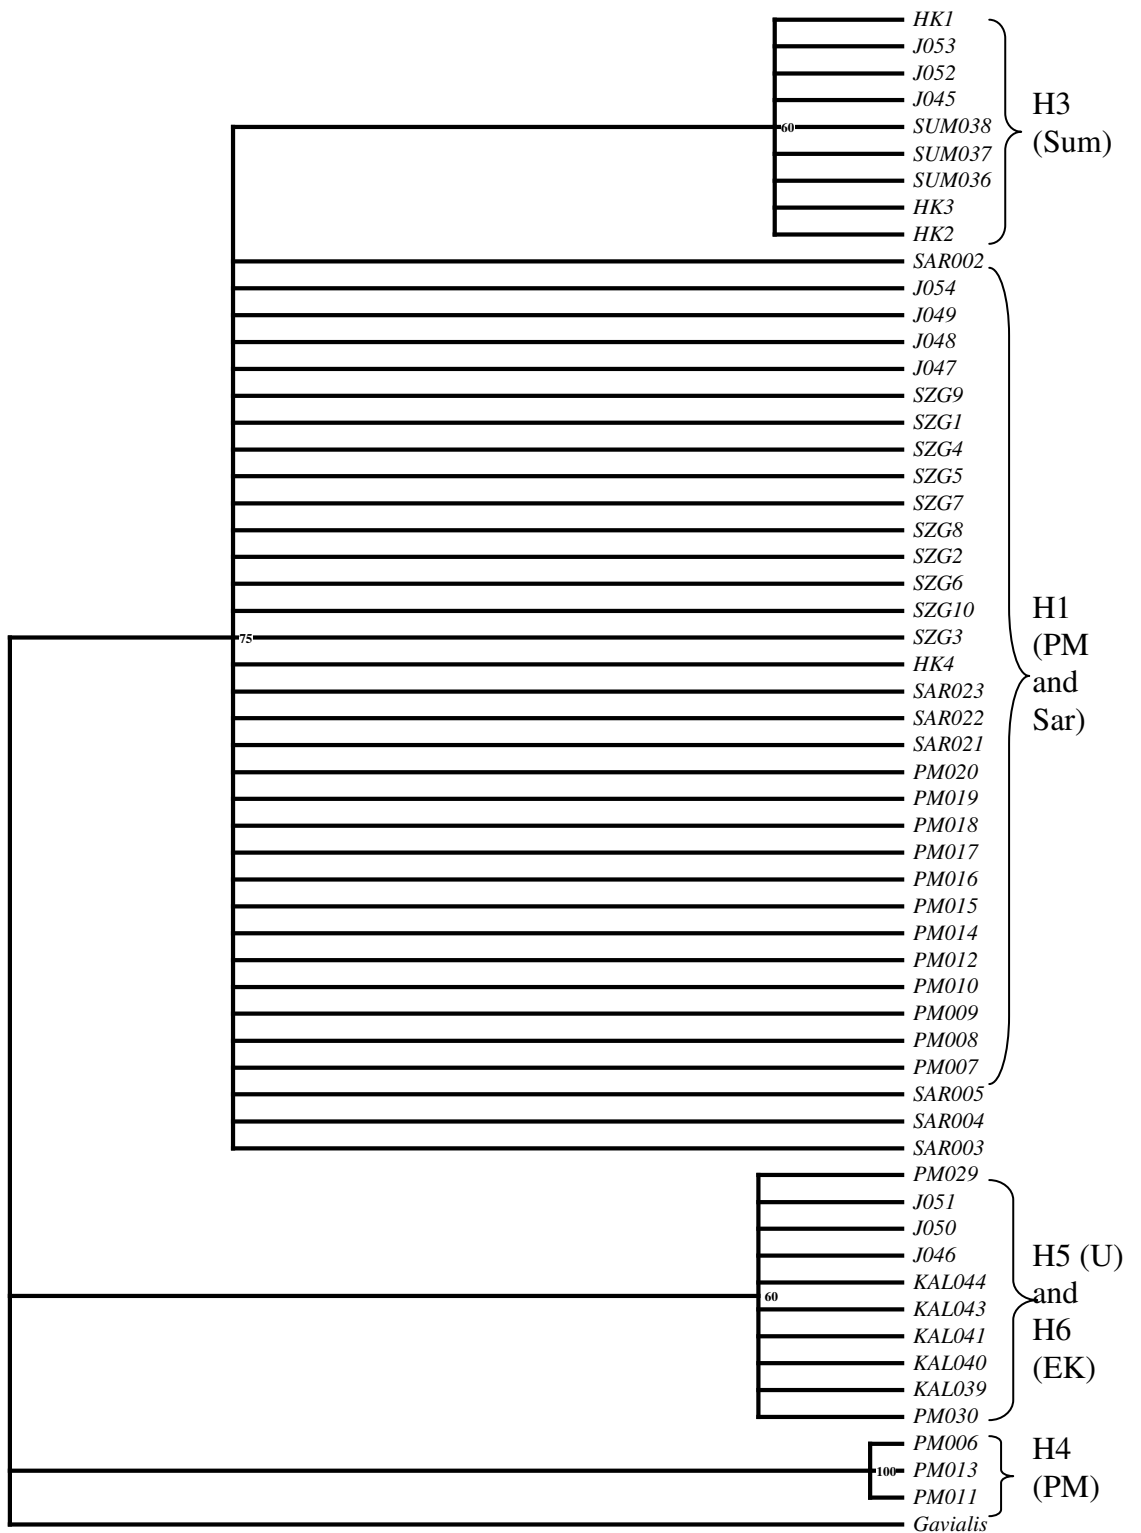 HK1
J053
J052
J045
SUM038
SUM037
SUM036
HK3
HK2
60
H3
(Sum)
SAR002
J054
J049
J048
J047
SZG9
SZG1
SZG4
SZG5
SZG7
SZG8
SZG2
SZG6
SZG10
SZG3
HK4
SAR023
SAR022
SAR021
PM020
PM019
PM018
PM017
PM016
PM015
PM014
PM012
PM010
PM009
PM008
PM007
SAR005
SAR004
SAR003
75
H1
(PM
and
Sar)
PM029
J051
J050
J046
KAL044
KAL043
KAL041
KAL040
KAL039
PM030
60
H5 (U)
and
H6
(EK)
PM006
PM013
PM011
100
H4
(PM)
Gavialis